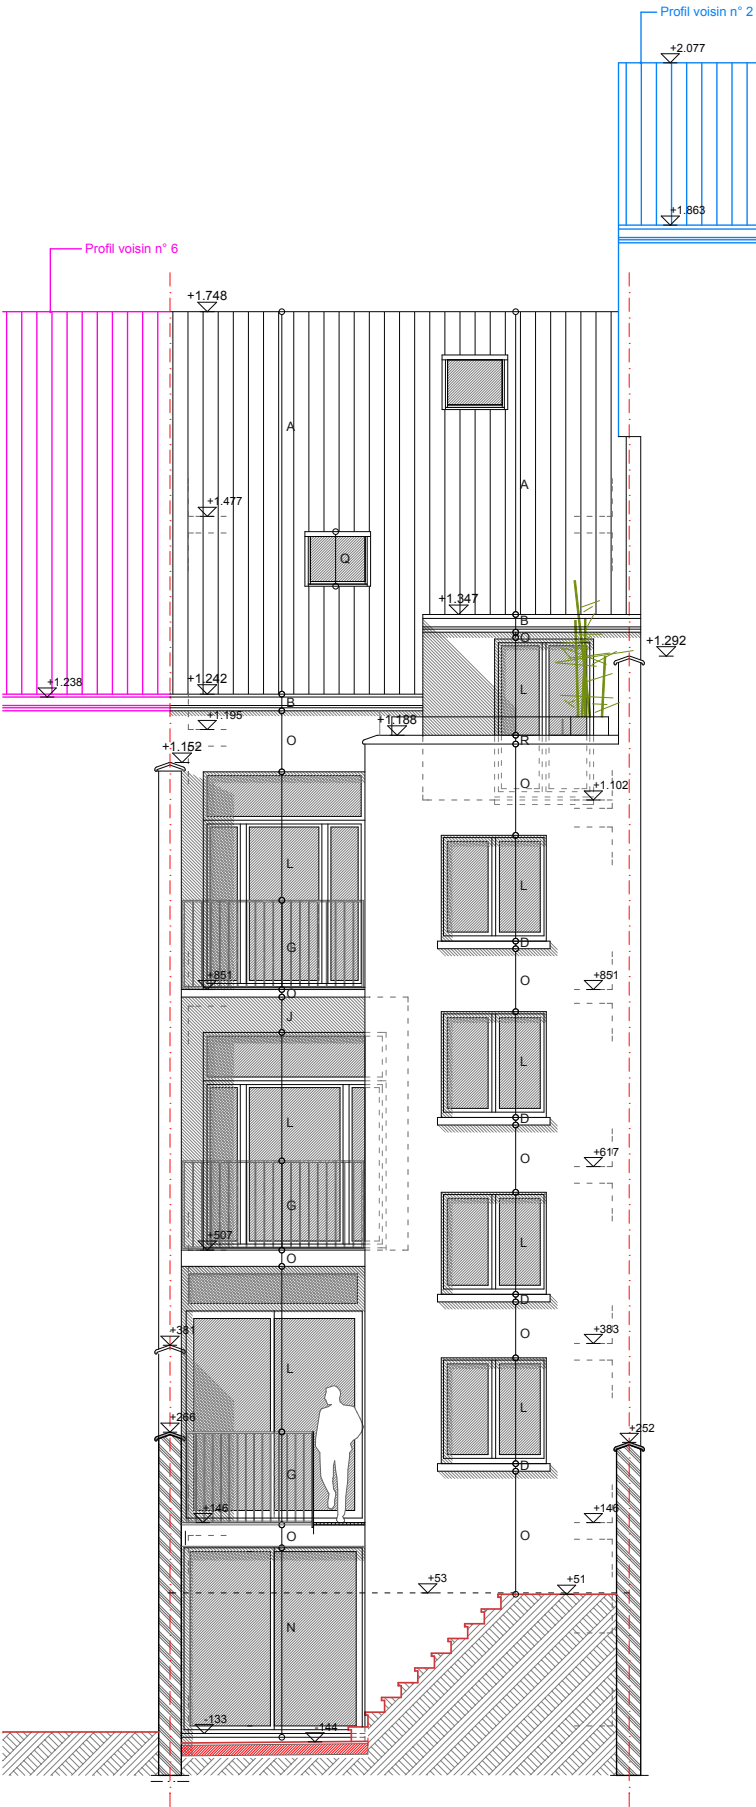 Profil voisin n° 2
+2.077
+1.863
Profil voisin n° 6
+1.748
A
A
+1.477
Q
+1.347
B
O
+1.292
+1.238
+1.242
L
B
+1.195
+1.188
O
R
+1.152
O
+1.102
L
L
G
D
+851
O
+851
O
J
L
L
D
O
+617
G
+507
O
L
D
+381
O
+383
L
L
+266
+252
G
D
+146
+146
O
O
+53
+51
N
-133
-144